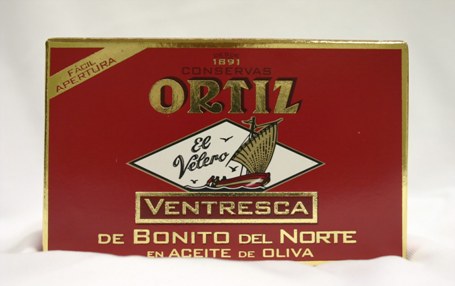 FÁCIL
APERTURA
DESDE
1891
CONSERVAS
ORTIZ
El
Velero
VENTRESCA
DE BONITO DEL NORTE
EN ACEITE DE OLIVA